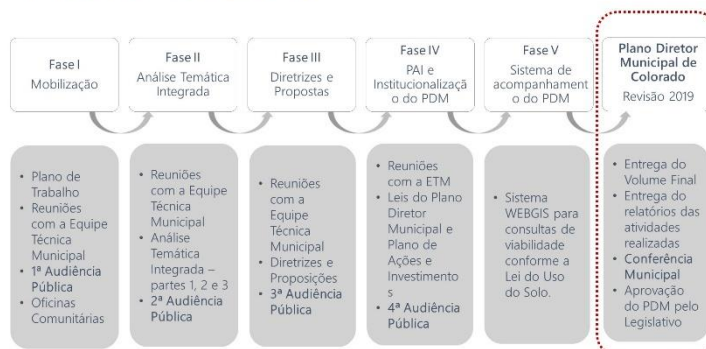 Fase I
Mobilização
Fase II
Análise Temática
Integrada
Fase III
Diretrizes e
Propostas
Fase IV
PAI e
Institucionalizaçã
o do PDM
Fase V
Sistema de
acompanhament
o do PDM
Plano Diretor
Municipal de
Colorado
Revisão 2019
• Plano de
Trabalho
• Reuniões
com a Equipe
Técnica
Municipal
• 1ª Audiência
Pública
• Oficinas
Comunitárias
• Reuniões
com a Equipe
Técnica
Municipal
• Análise
Temática
Integrada –
partes 1, 2 e 3
• 2ª Audiência
Pública
• Reuniões
com a
Equipe
Técnica
Municipal
• Diretrizes e
Proposições
• 3ª Audiência
Pública
• Reuniões
com a ETM
• Leis do Plano
Diretor
Municipal e
Plano de
Ações e
Investimento
s
• 4ª Audiência
Pública
• Sistema
WEBGIS para
consultas de
viabilidade
conforme a
Lei do Uso
do Solo.
• Entrega do
Volume Final
• Entrega do
relatórios das
atividades
realizadas
• Conferência
Municipal
• Aprovação
do PDM pelo
Legislativo